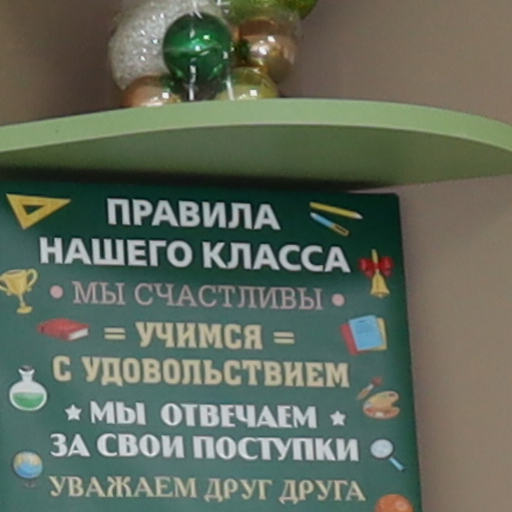 ПРАВИЛА
НАШЕГО КЛАССА
• МЫ СЧАСТЛИВЫ •
= УЧИМСЯ =
С УДОВОЛЬСТВИЕМ
★ МЫ ОТВЕЧАЕМ ★
ЗА СВОИ ПОСТУПКИ
УВАЖАЕМ ДРУГ ДРУГА